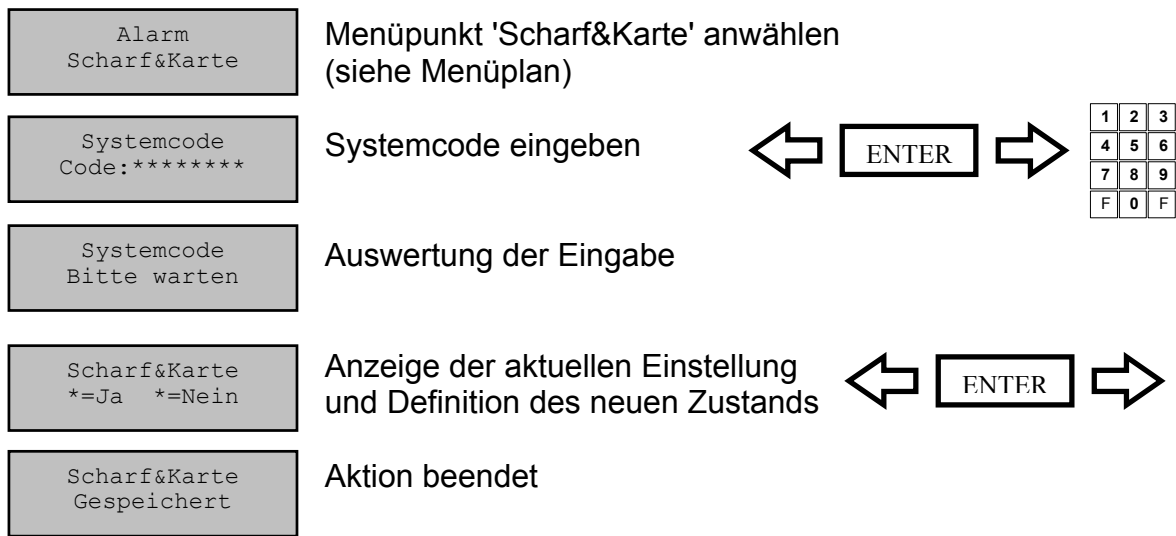 Alarm
Scharf&Karte
Menüpunkt 'Scharf&Karte' anwählen
(siehe Menüplan)
Systemcode
Code:********
Systemcode eingeben
ENTER
1 2 3
4 5 6
7 8 9
F 0 F
Systemcode
Bitte warten
Auswertung der Eingabe
Scharf&Karte
*=Ja *=Nein
Anzeige der aktuellen Einstellung
und Definition des neuen Zustands
ENTER
Scharf&Karte
Gespeichert
Aktion beendet